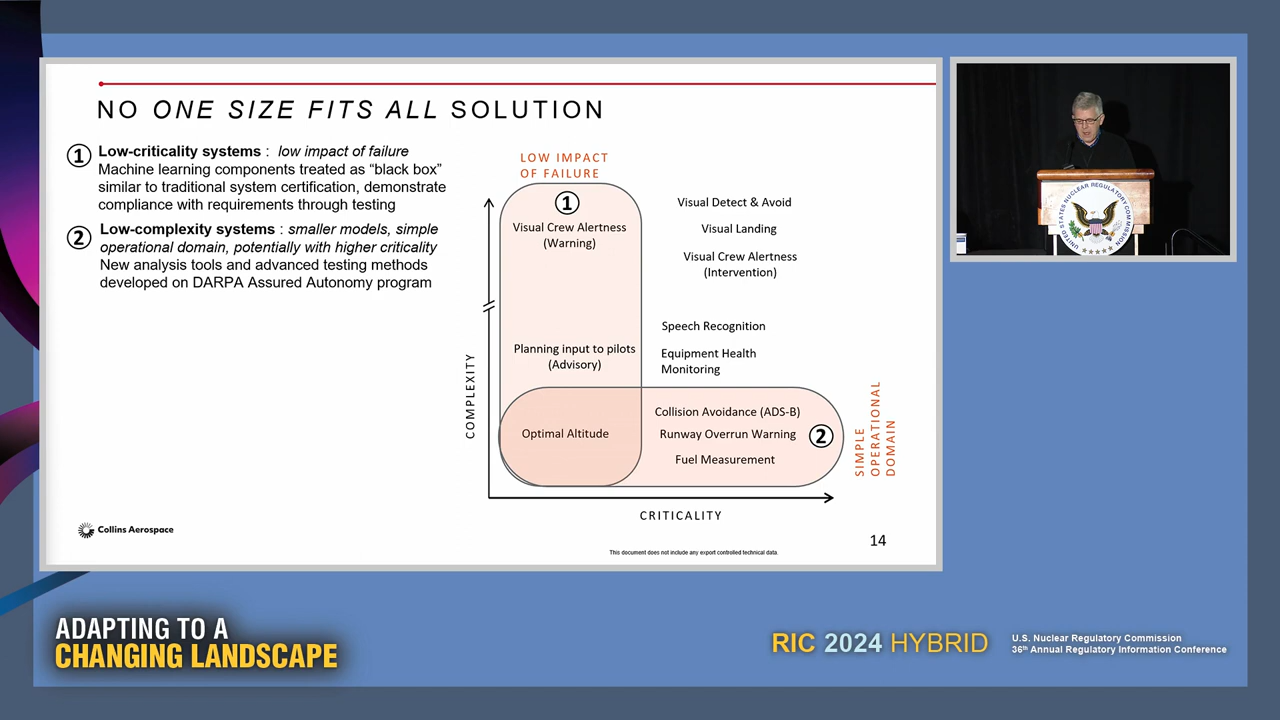 NO ONE SIZE FITS ALL SOLUTION
1 Low-criticality systems : low impact of failure
Machine learning components treated as “black box”
similar to traditional system certification, demonstrate
compliance with requirements through testing
2 Low-complexity systems : smaller models, simple
operational domain, potentially with higher criticality
New analysis tools and advanced testing methods
developed on DARPA Assured Autonomy program
LOW IMPACT
OF FAILURE
1
Visual Crew Alertness
(Warning)
Visual Detect & Avoid
Visual Landing
Visual Crew Alertness
(Intervention)
Speech Recognition
Planning input to pilots
(Advisory)
Equipment Health
Monitoring
COMPLEXITY
Optimal Altitude
Collision Avoidance (ADS-B)
Runway Overrun Warning
2
Fuel Measurement
SIMPLE
OPERATIONAL
DOMAIN
CRITICALITY
Collins Aerospace
This document does not include any export controlled technical data.
14
UNITED STATES NUCLEAR REGULATORY COMMISSION
ADAPTING TO A
CHANGING LANDSCAPE
RIC 2024 HYBRID
U.S. Nuclear Regulatory Commission
36th Annual Regulatory Information Conference